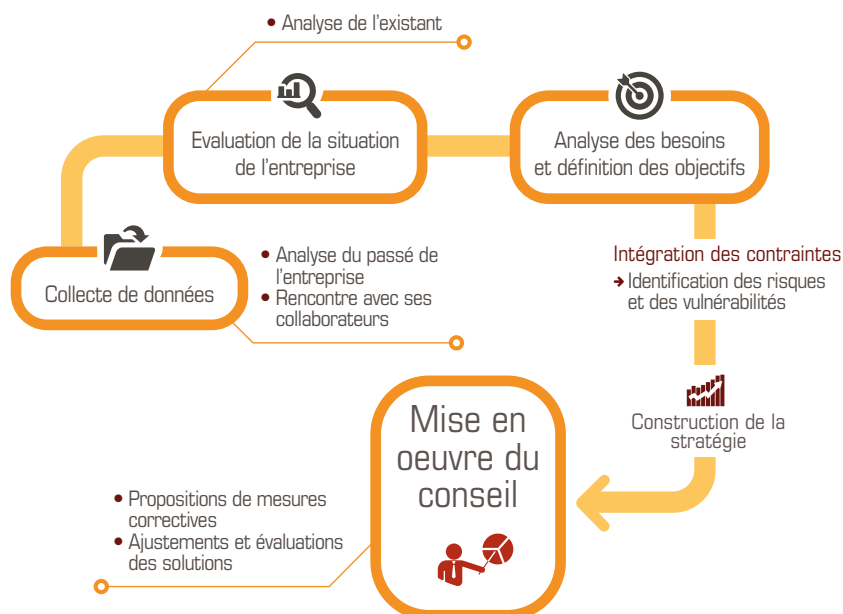 • Analyse de l'existant
Evaluation de la situation
de l'entreprise
Analyse des besoins
et définition des objectifs
Collecte de données
• Analyse du passé de
l'entreprise
• Rencontre avec ses
collaborateurs
Intégration des contraintes
→ Identification des risques
et des vulnérabilités
Construction de la
stratégie
Mise en
oeuvre du
conseil
• Propositions de mesures
correctives
• Ajustements et évaluations
des solutions